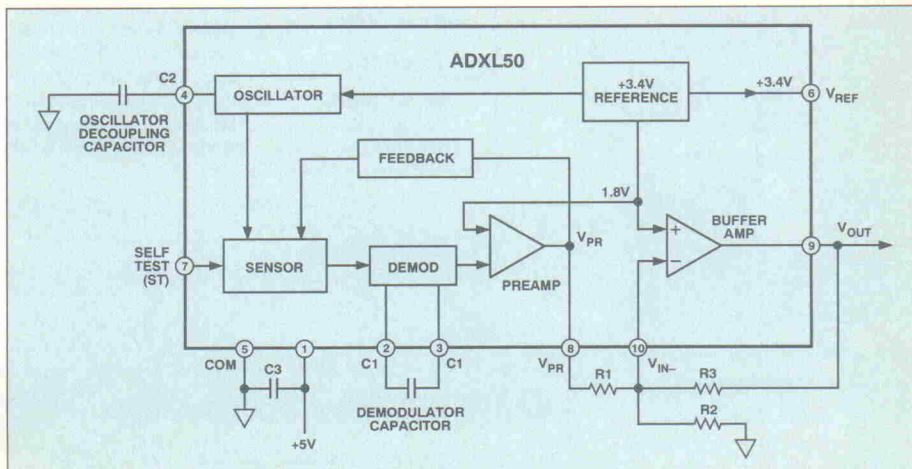 ADXL50
C2
4
OSCILLATOR
+3.4V
REFERENCE
+3.4V
6
VREF
OSCILLATOR
DECOUPLING
CAPACITOR
FEEDBACK
1.8V
VPR
+
−
BUFFER
AMP
9
VOUT
SELF
TEST
(ST)
7
SENSOR
DEMOD
PREAMP
5
1
2
3
8
10
COM
C3
C1
C1
VPR
VIN–
R1
R3
R2
DEMODULATOR
CAPACITOR
+5V